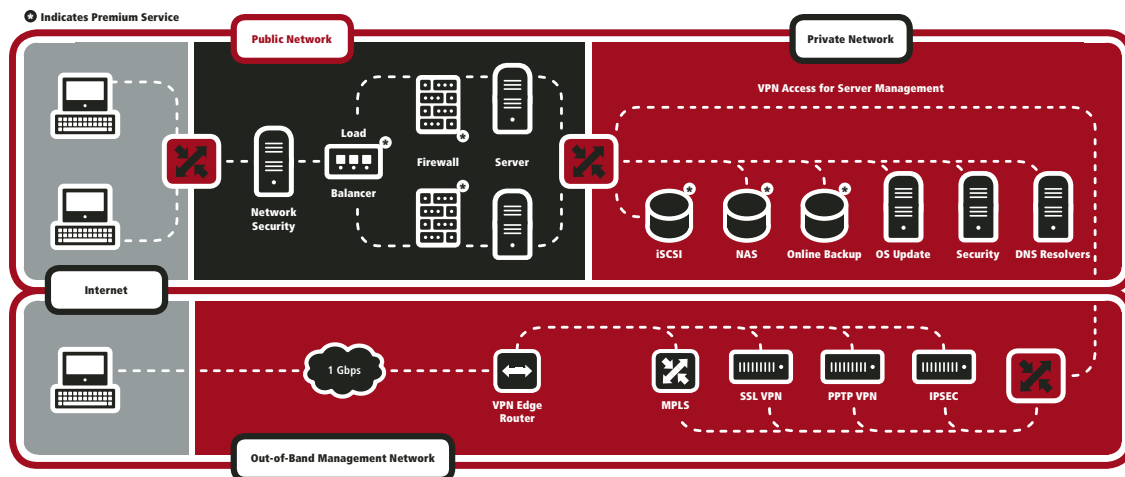 * Indicates Premium Service
Public Network
Private Network
VPN Access for Server Management
Load
Balancer
Firewall
Server
Network
Security
iSCSI
NAS
Online Backup
OS Update
Security
DNS Resolvers
Internet
1 Gbps
VPN Edge
Router
MPLS
SSL VPN
PPTP VPN
IPSEC
Out-of-Band Management Network